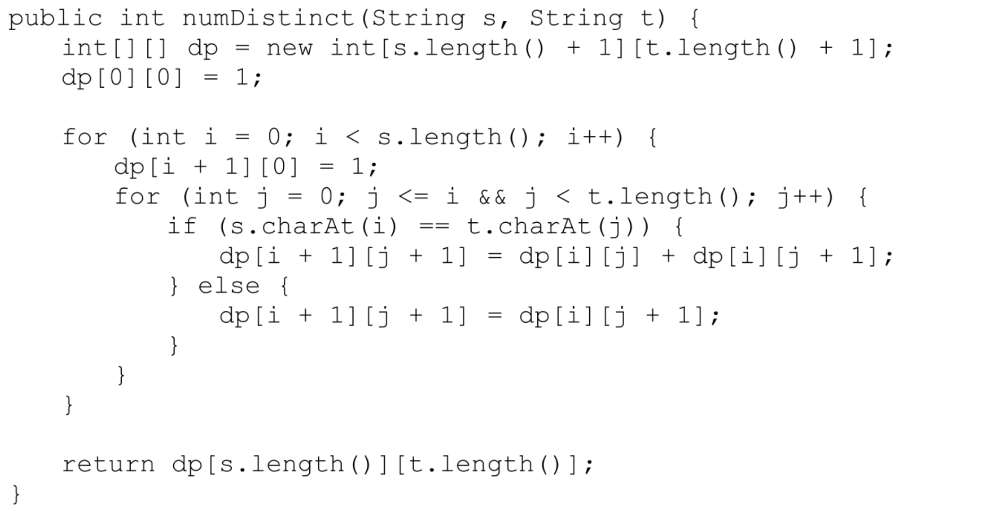 public int numDistinct(String s, String t) {
    int[][] dp = new int[s.length() + 1][t.length() + 1];
    dp[0][0] = 1;

    for (int i = 0; i < s.length(); i++) {
        dp[i + 1][0] = 1;
        for (int j = 0; j <= i && j < t.length(); j++) {
            if (s.charAt(i) == t.charAt(j)) {
                dp[i + 1][j + 1] = dp[i][j] + dp[i][j + 1];
            } else {
                dp[i + 1][j + 1] = dp[i][j + 1];
            }
        }
    }

    return dp[s.length()][t.length()];
}